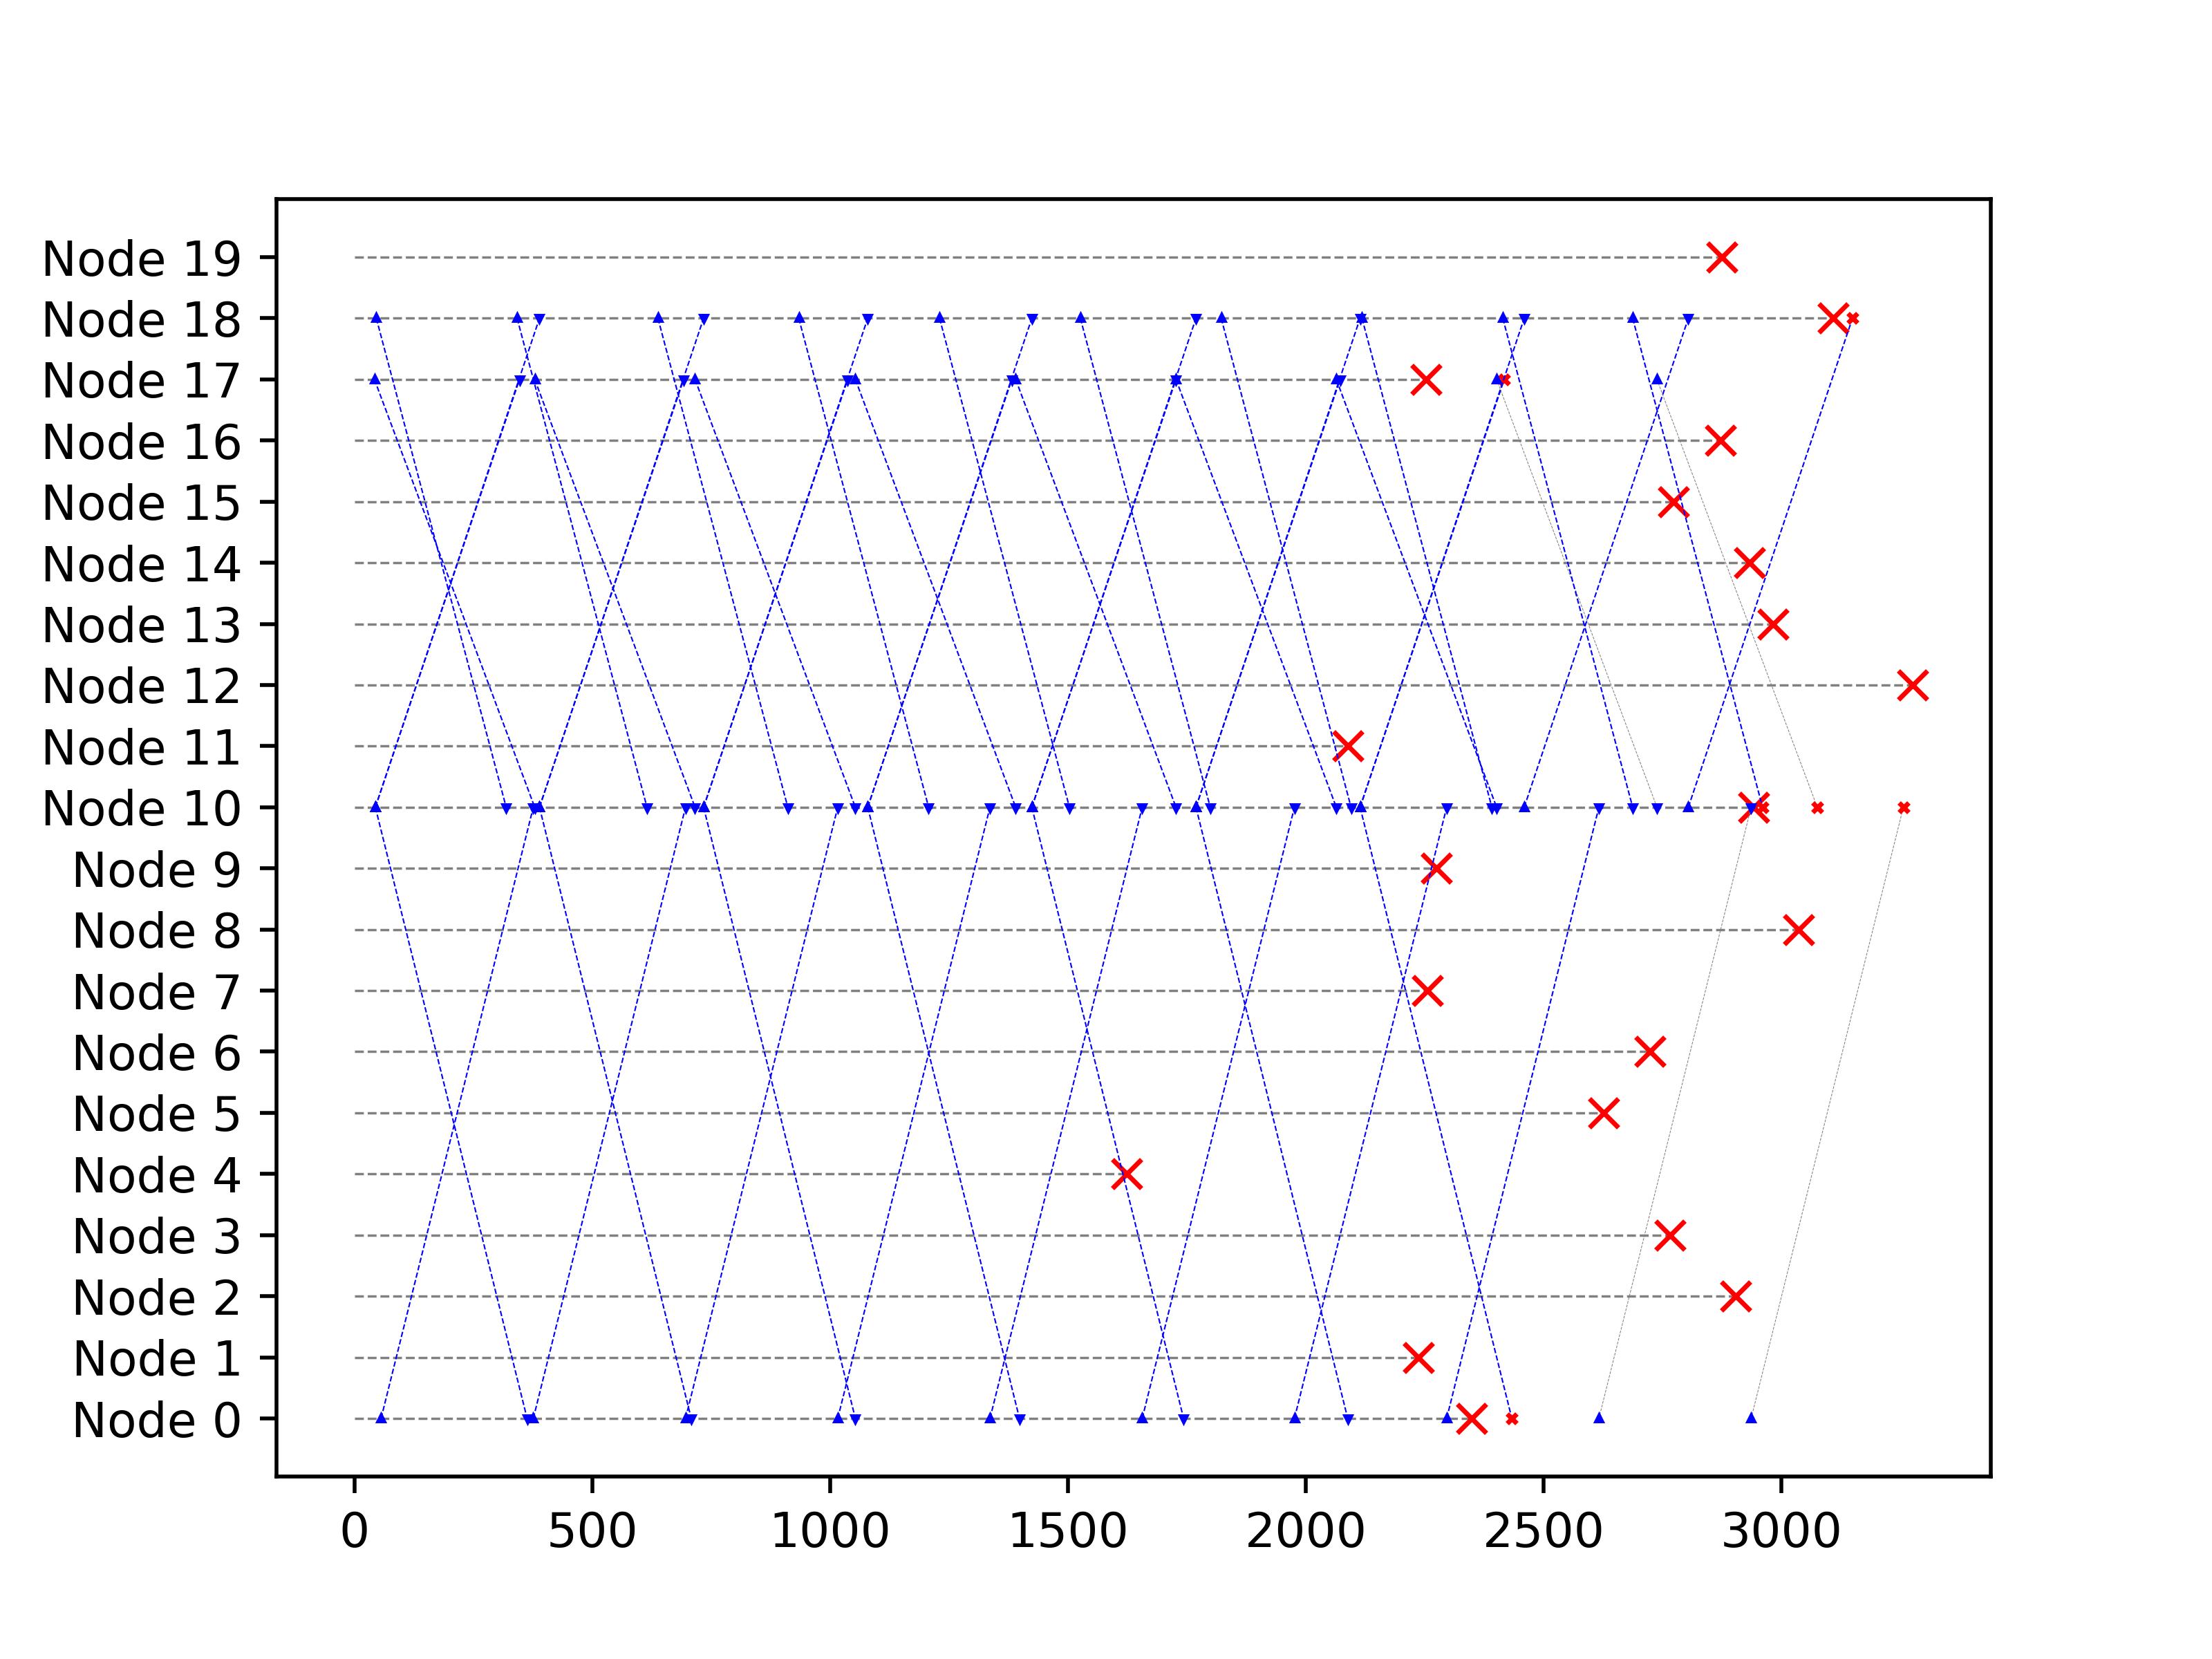 Node 19
Node 18
Node 17
Node 16
Node 15
Node 14
Node 13
Node 12
Node 11
Node 10
Node 9
Node 8
Node 7
Node 6
Node 5
Node 4
Node 3
Node 2
Node 1
Node 0
0 500 1000 1500 2000 2500 3000